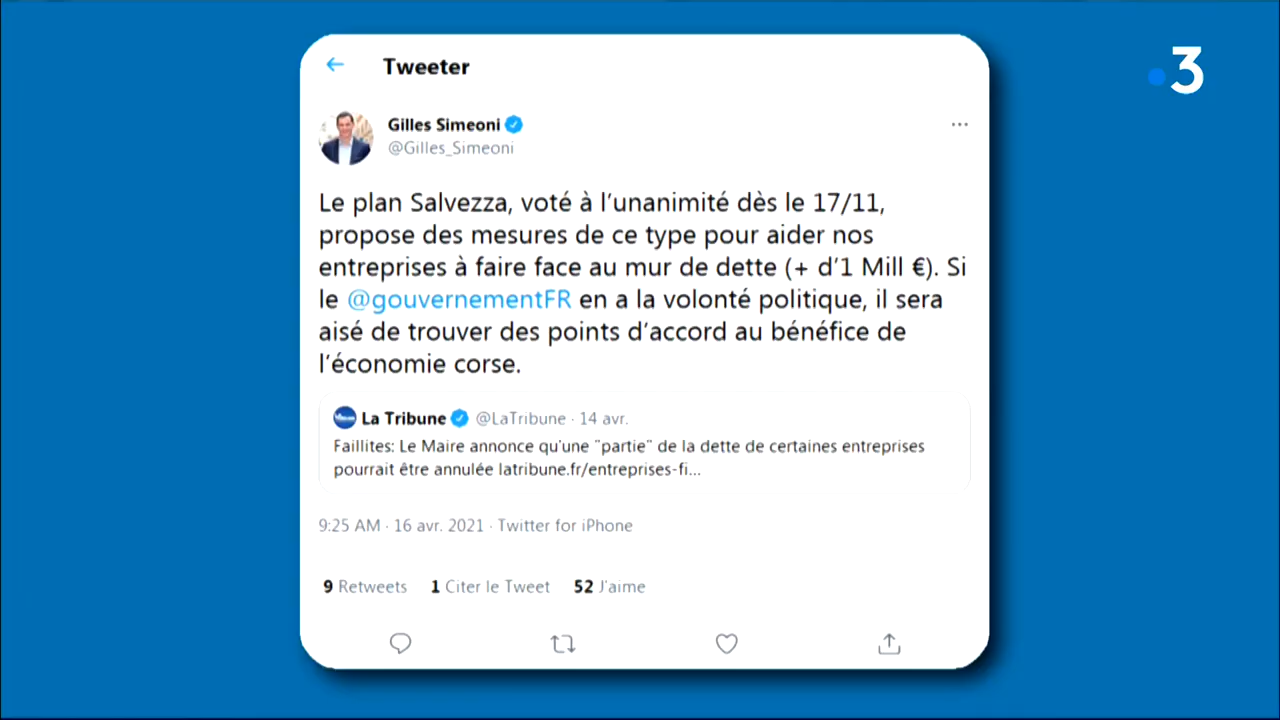 Tweeter
3
Gilles Simeoni
...
@Gilles_Simeoni
Le plan Salvezza, voté à l'unanimité dès le 17/11,
propose des mesures de ce type pour aider nos
entreprises à faire face au mur de dette (+ d'1 Mill €). Si
le @gouvernementFR en a la volonté politique, il sera
aisé de trouver des points d'accord au bénéfice de
l'économie corse.
La Tribune @LaTribune · 14 avr.
Faillites: Le Maire annonce qu'une "partie" de la dette de certaines entreprises
pourrait être annulée latribune.fr/entreprises-fi...
9:25 AM · 16 avr. 2021 · Twitter for iPhone
9 Retweets 1 Citer le Tweet 52 J'aime